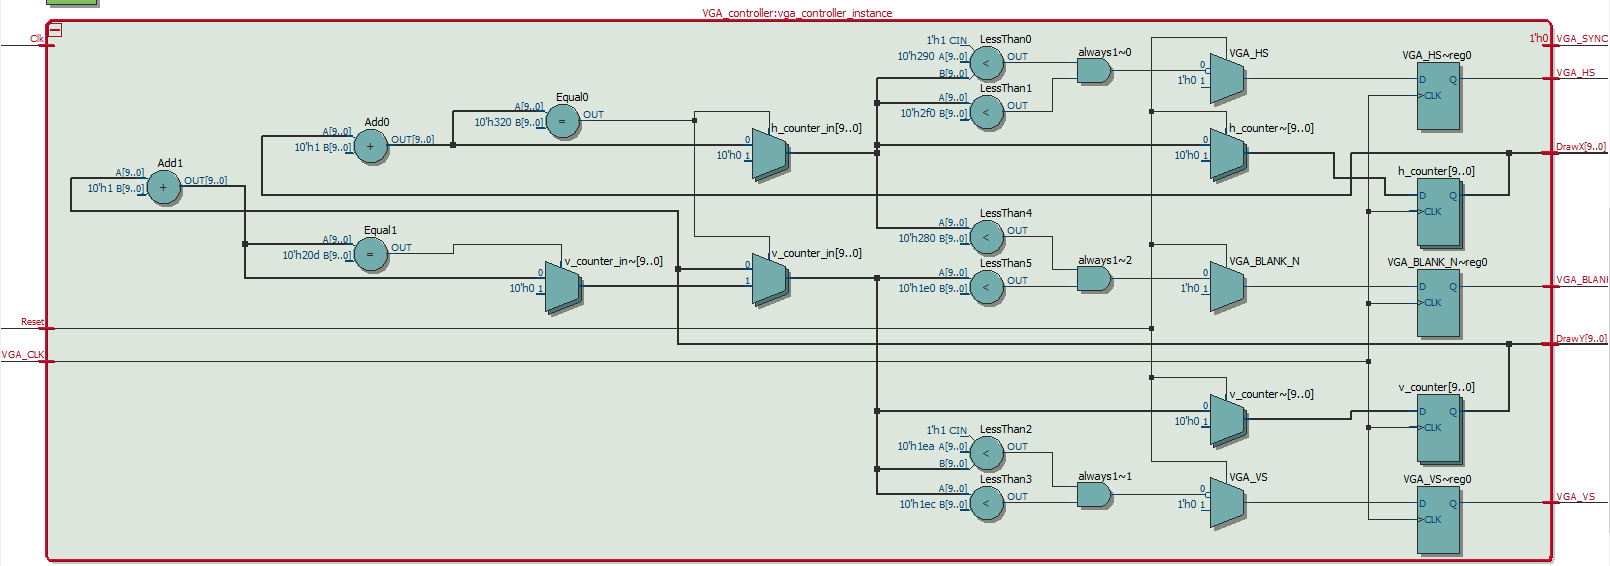 VGA_controller:vga_controller_instance
Clk
1'h0 VGA_SYNC
1'h1 CIN LessThan0
10'h290 A[9..0] < OUT
B[9..0]
always1~0
VGA_HS
0
1'h0 1
VGA_HS~reg0
D Q
CLK
VGA_HS
LessThan1
A[9..0] < OUT
10'h2f0 B[9..0]
Equal0
A[9..0] = OUT
10'h320 B[9..0]
Add0
A[9..0] + OUT[9..0]
10'h1 B[9..0]
h_counter_in[9..0]
0
10'h0 1
h_counter~[9..0]
0
10'h0 1
DrawX[9..0]
h_counter[9..0]
D Q
CLK
Add1
A[9..0] + OUT[9..0]
10'h1 B[9..0]
Equal1
A[9..0] = OUT
10'h20d B[9..0]
v_counter_in~[9..0]
0
10'h0 1
v_counter_in[9..0]
0
1
LessThan4
A[9..0] < OUT
10'h280 B[9..0]
LessThan5
A[9..0] < OUT
10'h1e0 B[9..0]
always1~2
VGA_BLANK_N
0
1'h0 1
VGA_BLANK_N~reg0
D Q
CLK
VGA_BLAN
Reset
DrawY[9..0]
VGA_CLK
v_counter~[9..0]
0
10'h0 1
v_counter[9..0]
D Q
CLK
1'h1 CIN LessThan2
10'h1ea A[9..0] < OUT
B[9..0]
LessThan3
A[9..0] < OUT
10'h1ec B[9..0]
always1~1
VGA_VS
0
1'h0 1
VGA_VS~reg0
D Q
CLK
VGA_VS